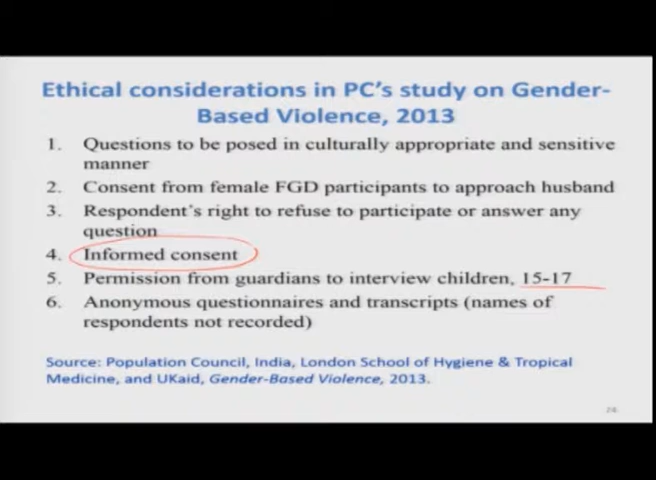 Ethical considerations in PC's study on Gender-
Based Violence, 2013
1. Questions to be posed in culturally appropriate and sensitive
manner
2. Consent from female FGD participants to approach husband
3. Respondent's right to refuse to participate or answer any
question
4. Informed consent
5. Permission from guardians to interview children, 15-17
6. Anonymous questionnaires and transcripts (names of
respondents not recorded)
Source: Population Council, India, London School of Hygiene & Tropical
Medicine, and UKaid, Gender-Based Violence, 2013.